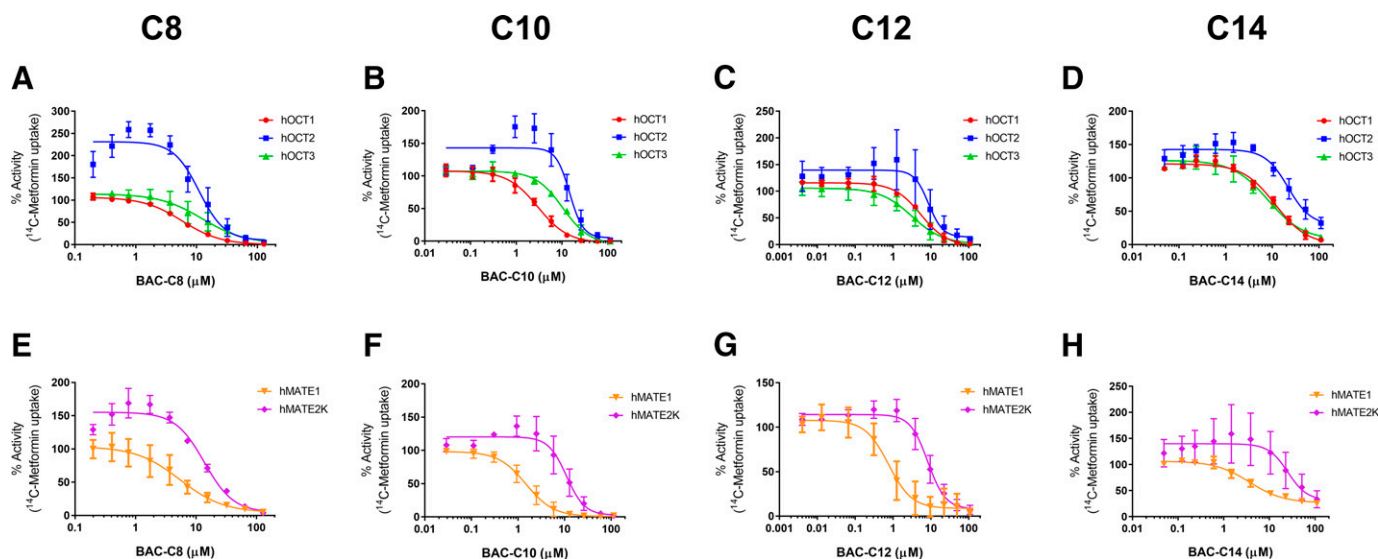 C8 C10 C12 C14
A
% Activity
(¹⁴C-Metformin uptake)
300
250
200
150
100
50
0
0.1 1 10 100
BAC-C8 (μM)
hOCT1
hOCT2
hOCT3
B
% Activity
(¹⁴C-Metformin uptake)
200
150
100
50
0
0.01 0.1 1 10 100
BAC-C10 (μM)
hOCT1
hOCT2
hOCT3
C
% Activity
(¹⁴C-Metformin uptake)
250
200
150
100
50
0
0.001 0.01 0.1 1 10 100
BAC-C12 (μM)
hOCT1
hOCT2
hOCT3
D
% Activity
(¹⁴C-Metformin uptake)
200
150
100
50
0
0.01 0.1 1 10 100
BAC-C14 (μM)
hOCT1
hOCT2
hOCT3
E
% Activity
(¹⁴C-Metformin uptake)
200
150
100
50
0
0.1 1 10 100
BAC-C8 (μM)
hMATE1
hMATE2K
F
% Activity
(¹⁴C-Metformin uptake)
200
150
100
50
0
0.01 0.1 1 10 100
BAC-C10 (μM)
hMATE1
hMATE2K
G
% Activity
(¹⁴C-Metformin uptake)
150
100
50
0
0.001 0.01 0.1 1 10 100
BAC-C12 (μM)
hMATE1
hMATE2K
H
% Activity
(¹⁴C-Metformin uptake)
250
200
150
100
50
0
0.01 0.1 1 10 100
BAC-C14 (μM)
hMATE1
hMATE2K